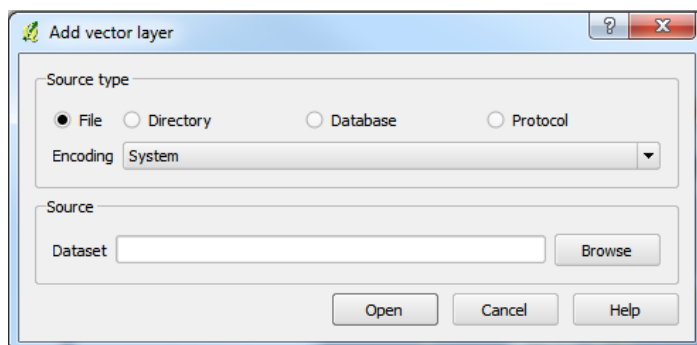 Add vector layer
Source type
File Directory Database Protocol
Encoding System
Source
Dataset Browse
Open Cancel Help